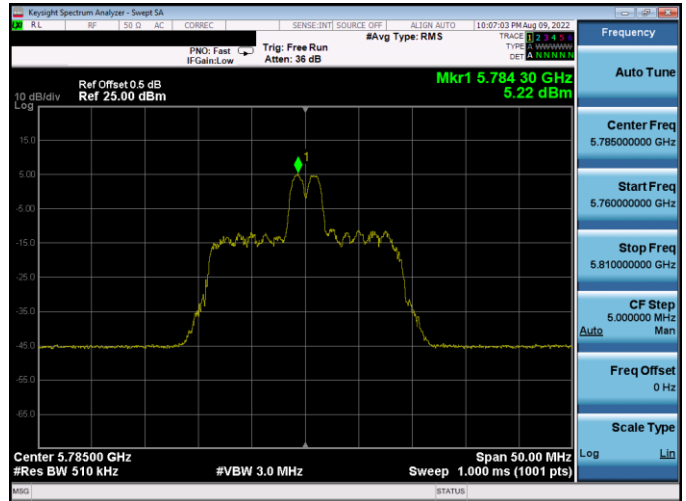 Keysight Spectrum Analyzer - Swept SA
RL RF 50 Ω AC CORREC SENSE:INT SOURCE OFF ALIGN AUTO 10:07:03 PM Aug 09, 2022
#Avg Type: RMS TRACE 1 2 3 4 5 6
PNO: Fast Trig: Free Run TYPE A WWWWW
IFGain:Low Atten: 36 dB DET A N N N N N
Mkr1 5.784 30 GHz
5.22 dBm
Ref Offset 0.5 dB
10 dB/div Ref 25.00 dBm
Log
15.0
5.00
-5.00
-15.0
-25.0
-35.0
-45.0
-55.0
-65.0
1
Center 5.78500 GHz Span 50.00 MHz
#Res BW 510 kHz #VBW 3.0 MHz Sweep 1.000 ms (1001 pts)
MSG STATUS
Frequency
Auto Tune
Center Freq
5.785000000 GHz
Start Freq
5.760000000 GHz
Stop Freq
5.810000000 GHz
CF Step
5.000000 MHz
Auto Man
Freq Offset
0 Hz
Scale Type
Log Lin